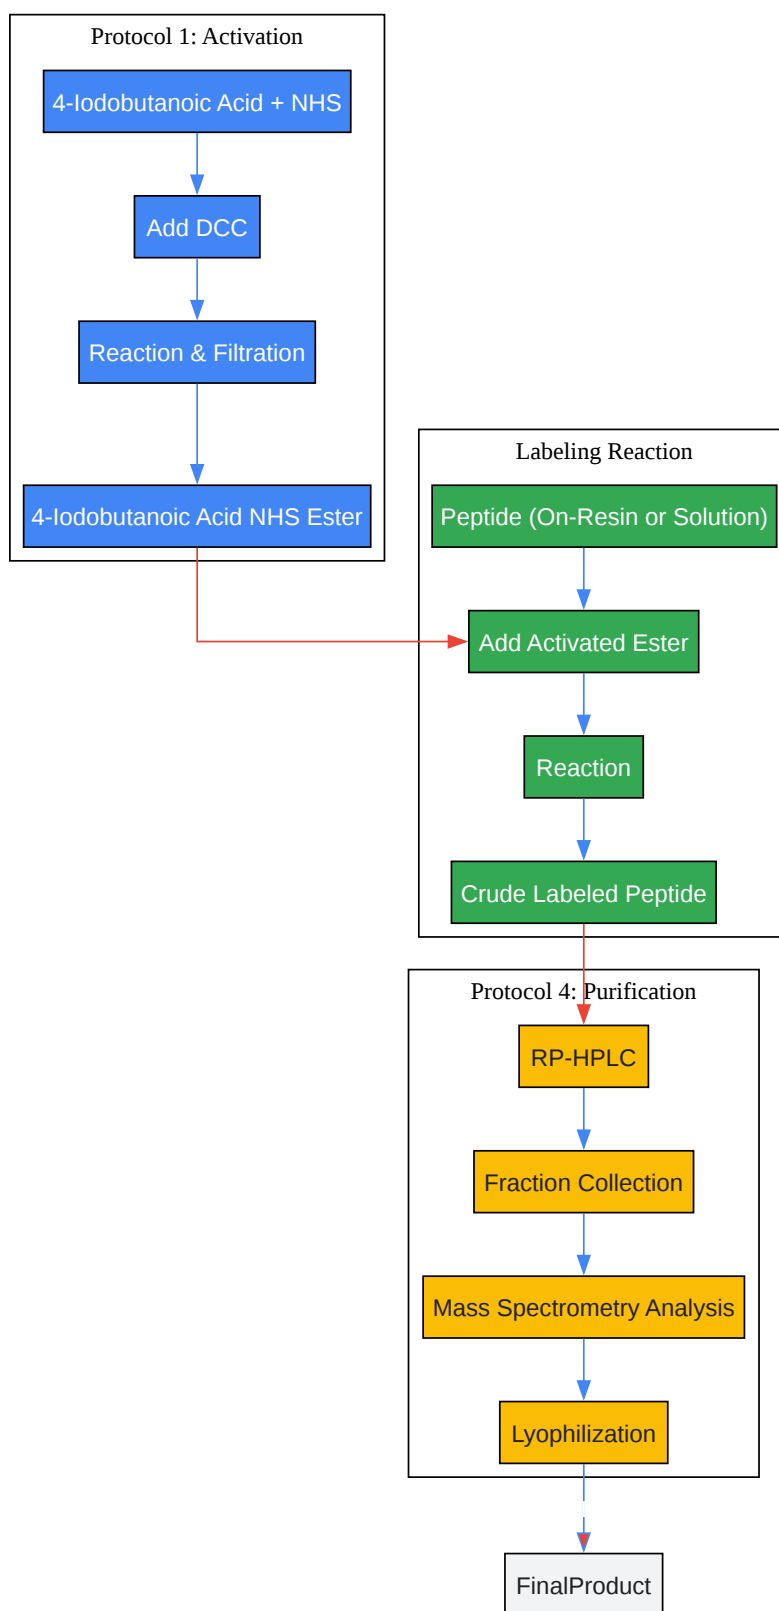 Protocol 1: Activation
4-Iodobutanoic Acid + NHS
Add DCC
Reaction & Filtration
4-Iodobutanoic Acid NHS Ester
Labeling Reaction
Peptide (On-Resin or Solution)
Add Activated Ester
Reaction
Crude Labeled Peptide
Protocol 4: Purification
RP-HPLC
Fraction Collection
Mass Spectrometry Analysis
Lyophilization
FinalProduct